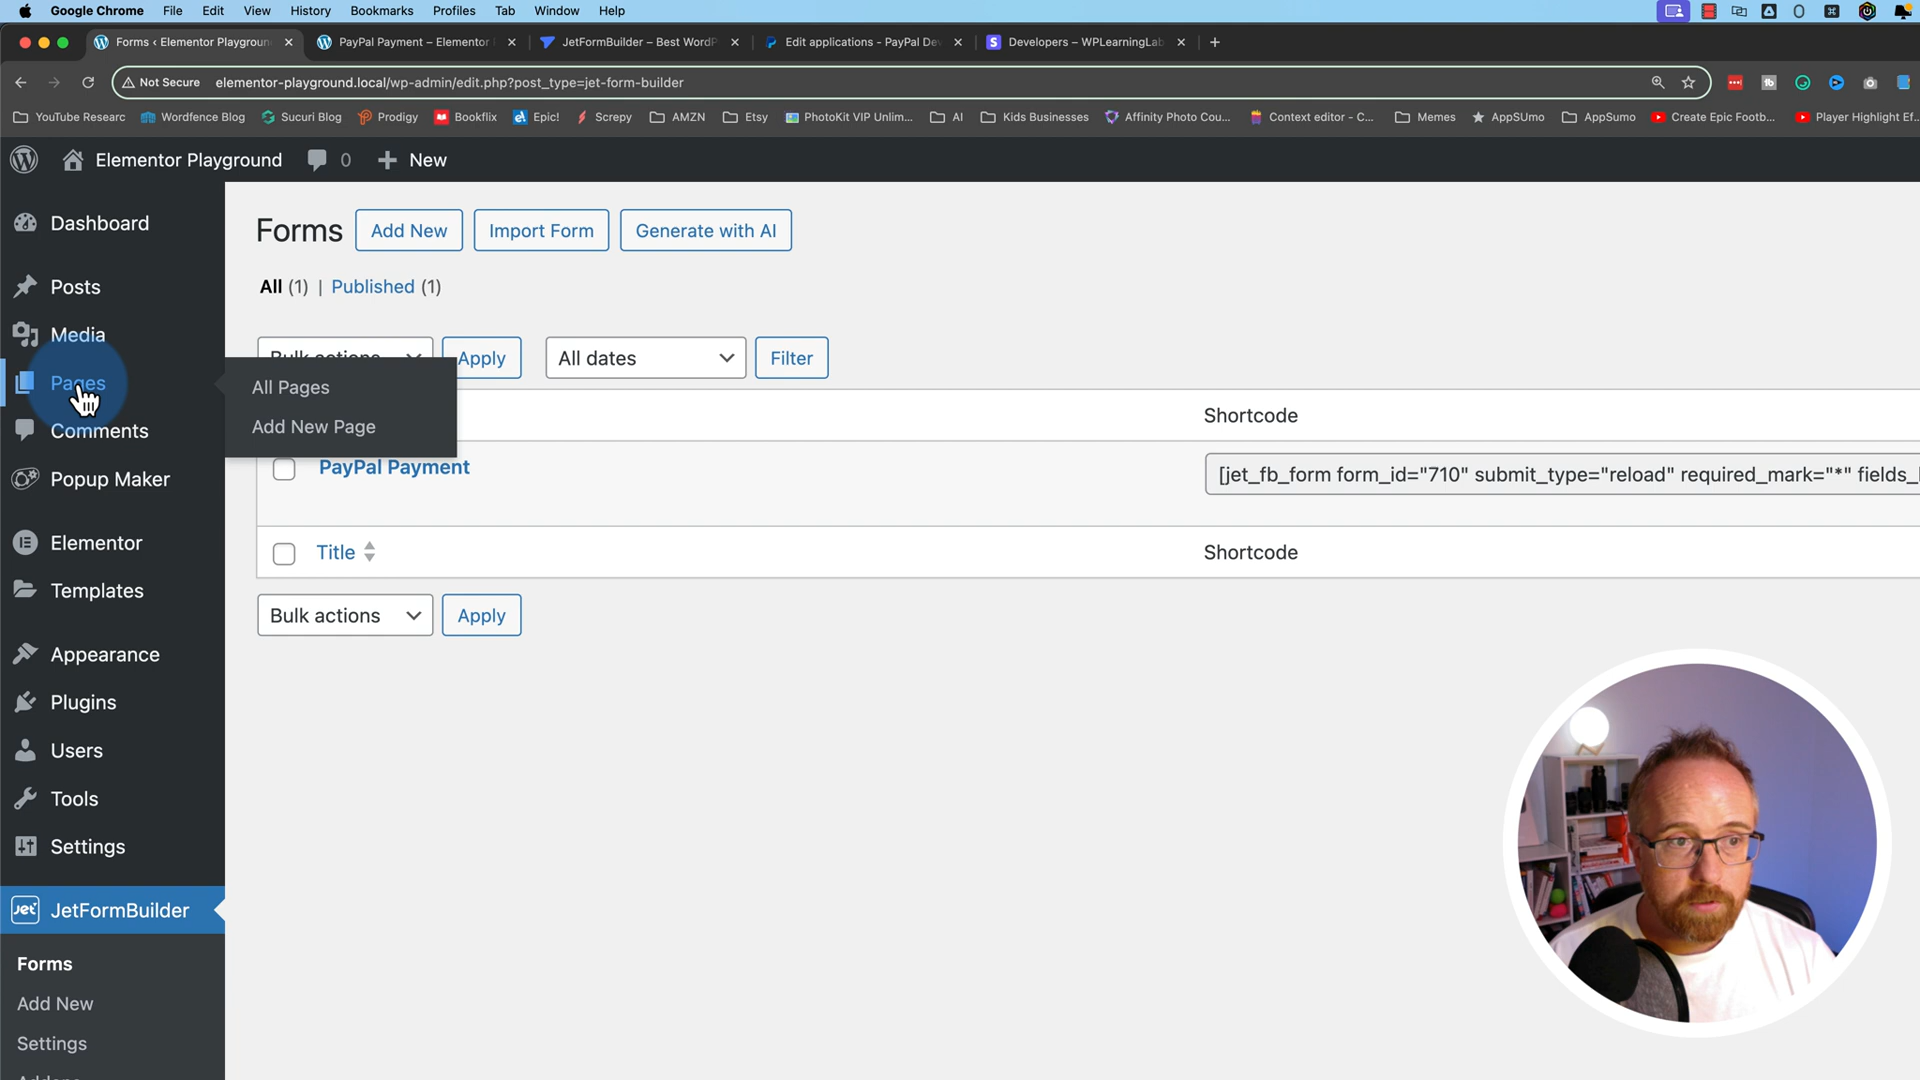 Google Chrome File Edit View History Bookmarks Profiles Tab Window Help
Forms ‹ Elementor Playgroun
PayPal Payment – Elementor
JetFormBuilder – Best WordP
Edit applications - PayPal De
Developers – WPLearningLab
Not Secure elementor-playground.local/wp-admin/edit.php?post_type=jet-form-builder
YouTube Researc Wordfence Blog Sucuri Blog Prodigy Bookflix Epic! Screpy AMZN Etsy PhotoKit VIP Unlim... AI Kids Businesses Affinity Photo Cou... Context editor - C... Memes AppSUmo AppSumo Create Epic Footb... Player Highlight Ef...
Elementor Playground 0 + New
Dashboard
Posts
Media
Pages
Comments
Popup Maker
Elementor
Templates
Appearance
Plugins
Users
Tools
Settings
JetFormBuilder
Forms
Add New
Settings
All Pages
Add New Page
Forms Add New Import Form Generate with AI
All (1) | Published (1)
Bulk actions Apply All dates Filter
Shortcode
PayPal Payment [jet_fb_form form_id="710" submit_type="reload" required_mark="*" fields_l
Title Shortcode
Bulk actions Apply